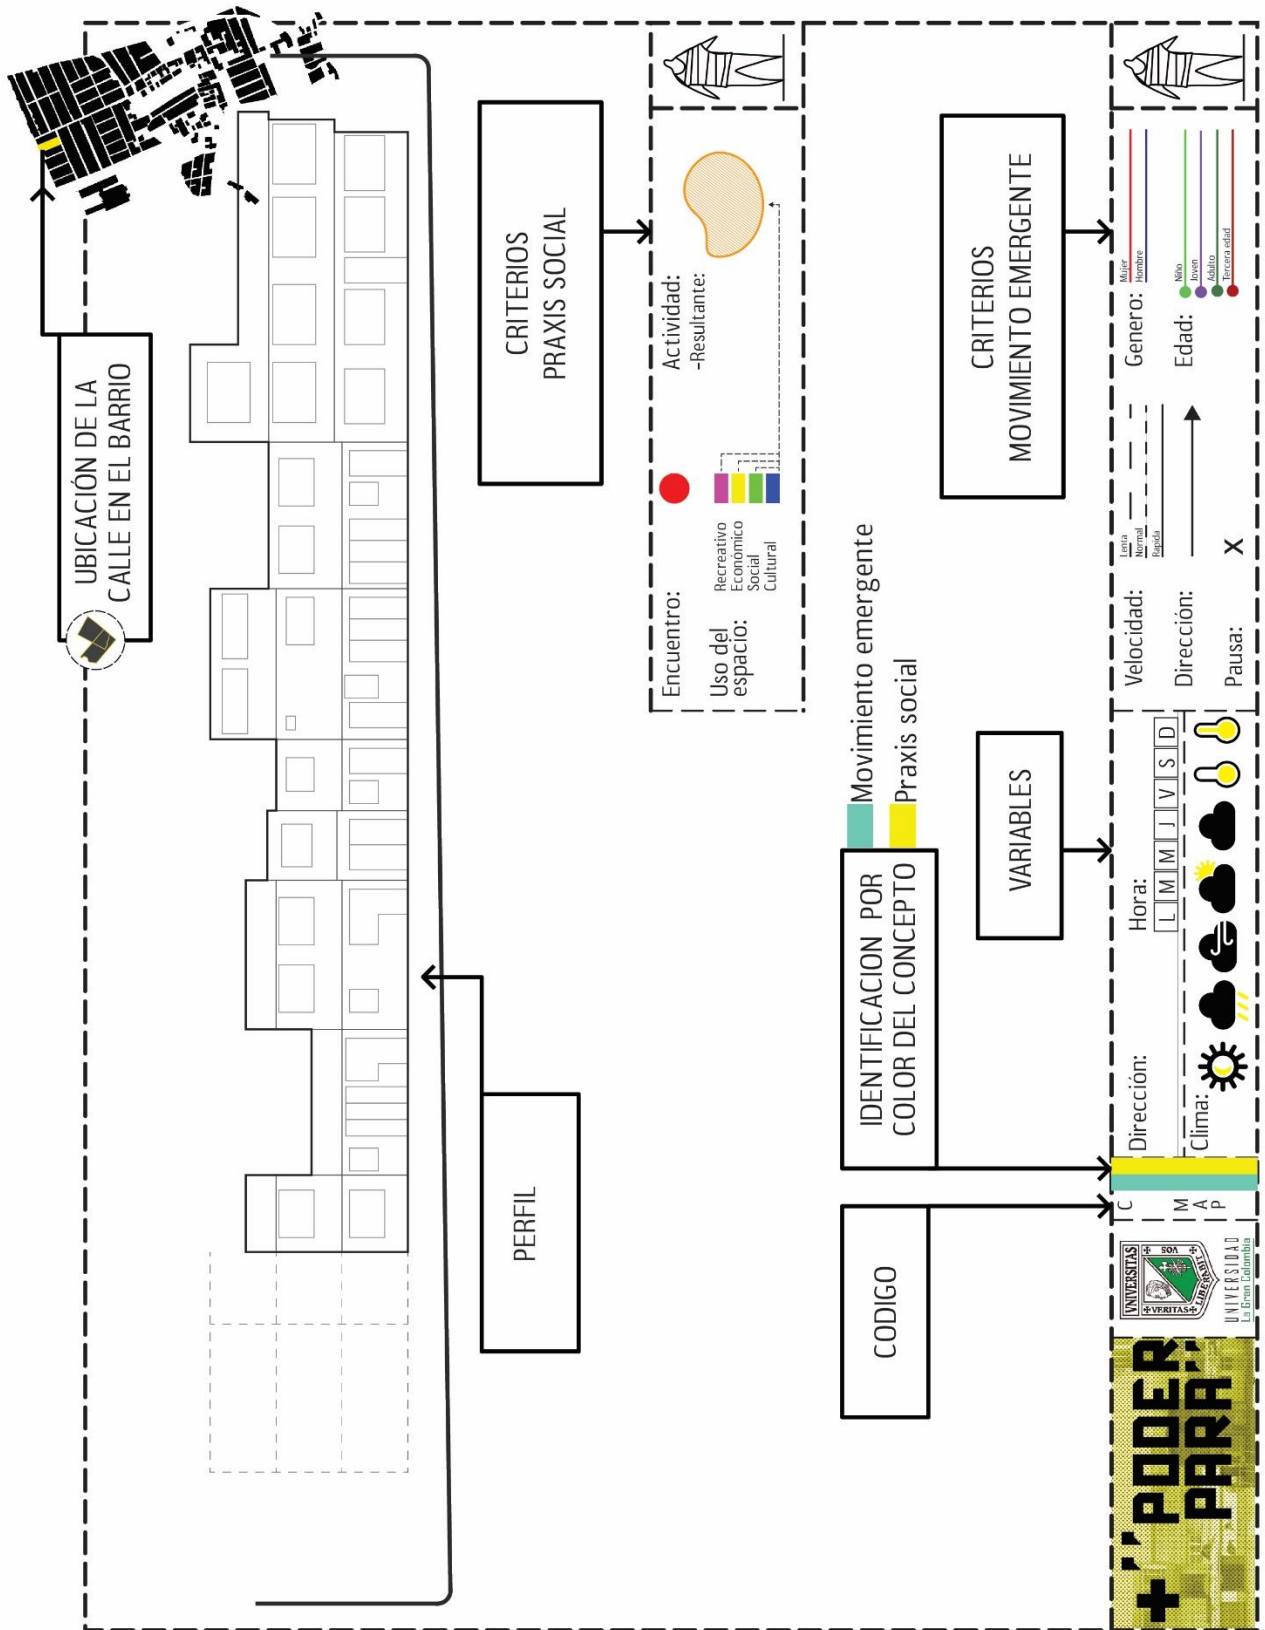 UBICACIÓN DE LA
CALLE EN EL BARRIO
PERFIL
CRITERIOS
PRAXIS SOCIAL
Encuentro:
Uso del
espacio:
Recreativo
Económico
Social
Cultural
Actividad:
-Resultante:
CODIGO
IDENTIFICACION POR
COLOR DEL CONCEPTO
Movimiento emergente
Praxis social
VARIABLES
CRITERIOS
MOVIMIENTO EMERGENTE
+ "PODER
PARA"
VNIVERSITAS
VERITAS
LIBERABIT
VOS
UNIVERSIDAD
La Gran Colombia
C
M
A
P
Dirección:
Hora:
L M M J V S D
Clima:
Velocidad:
Lenta
Normal
Rapida
Dirección:
Pausa:
X
Genero:
Mujer
Hombre
Edad:
Niño
Joven
Adulto
Tercera edad